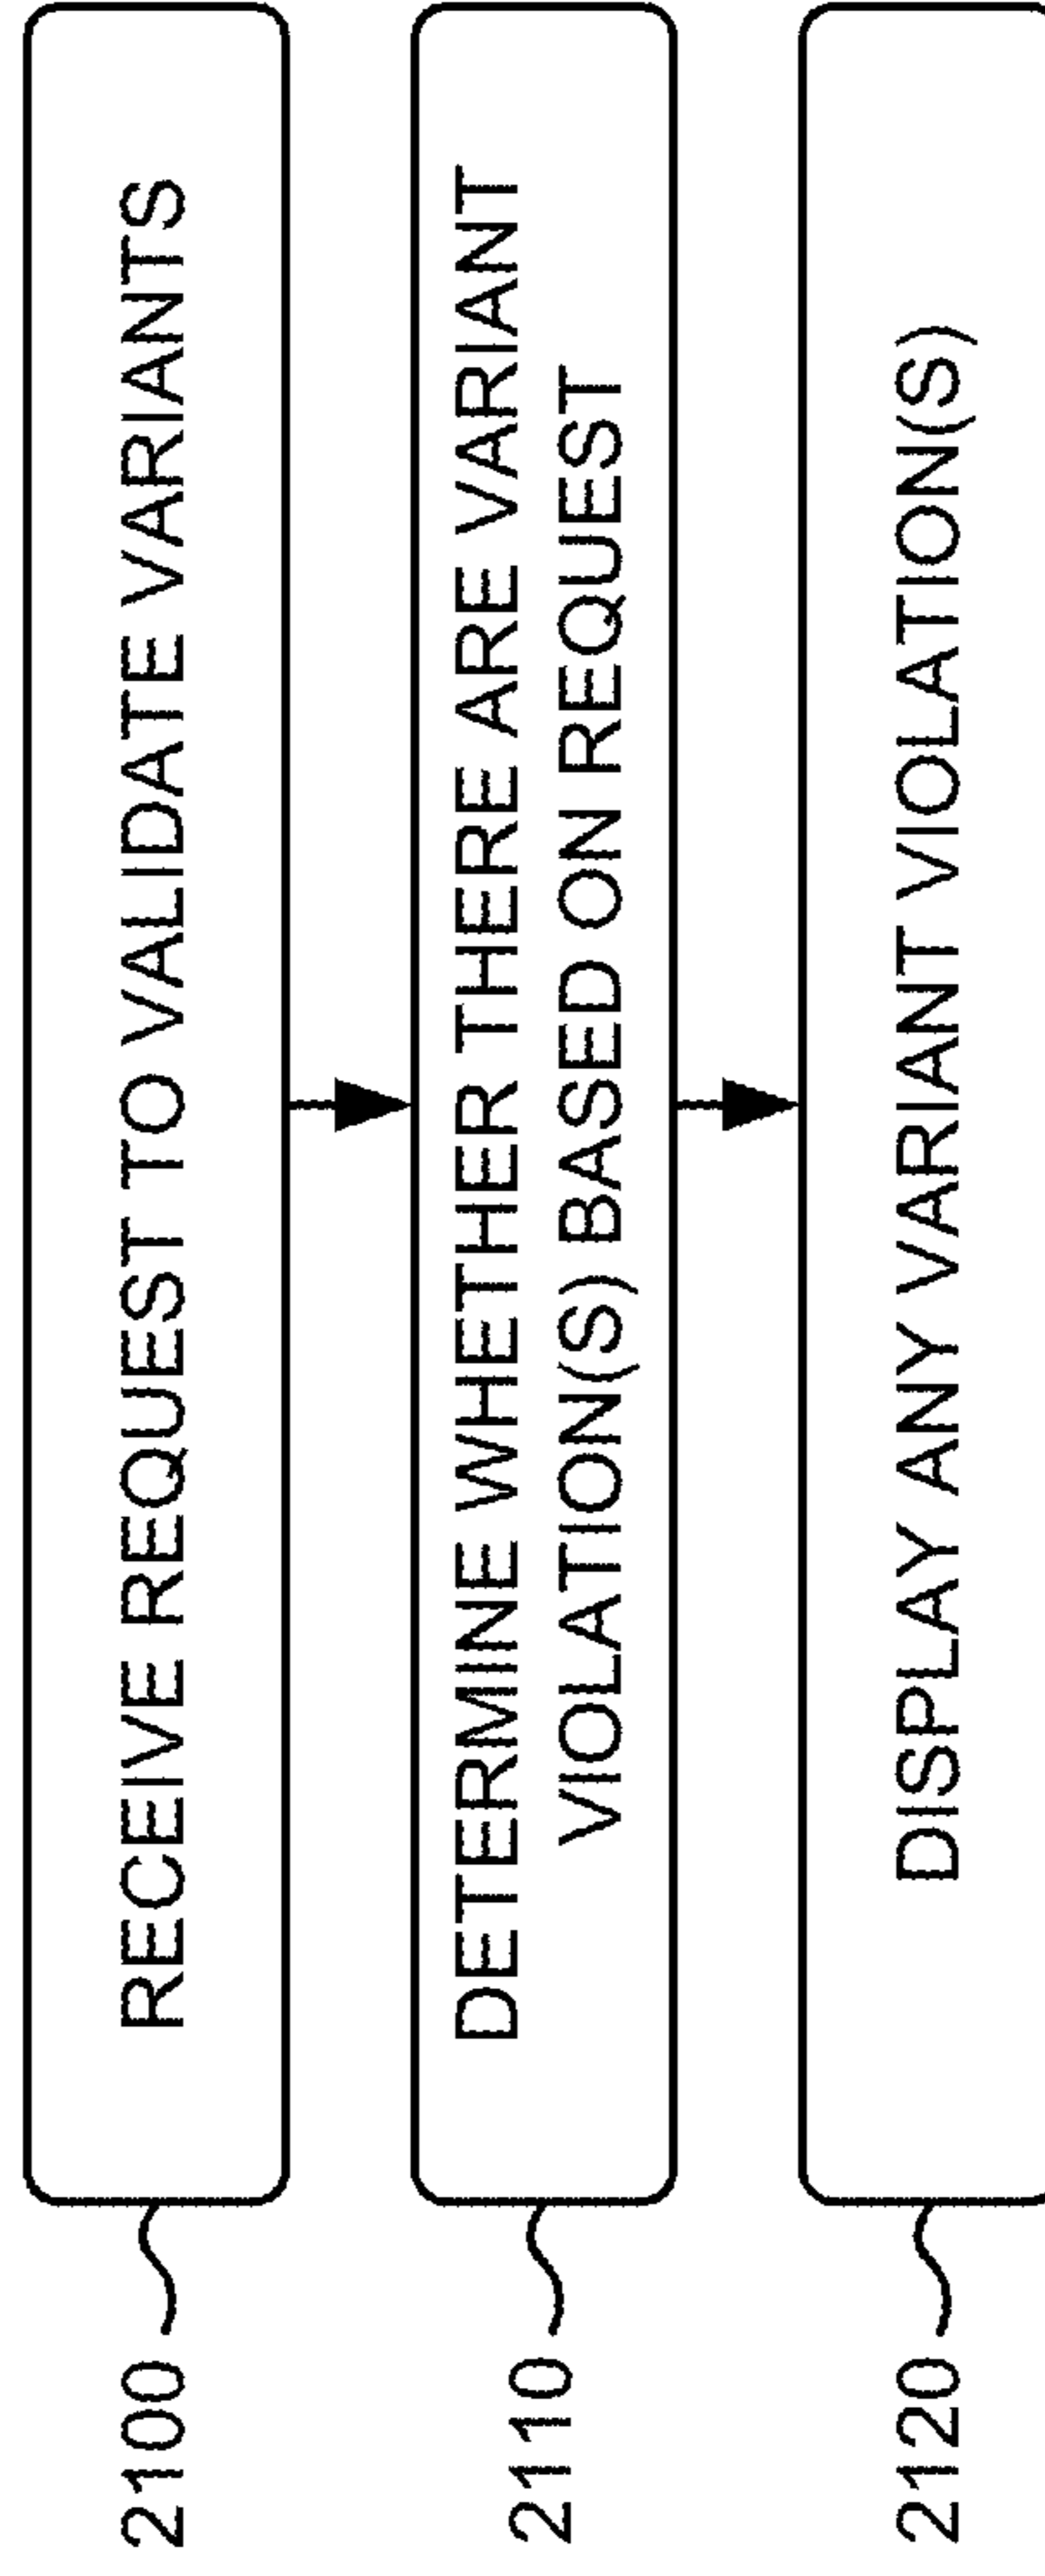 2100
RECEIVE REQUEST TO VALIDATE VARIANTS
2110
DETERMINE WHETHER THERE ARE VARIANT
VIOLATION(S) BASED ON REQUEST
2120
DISPLAY ANY VARIANT VIOLATION(S)